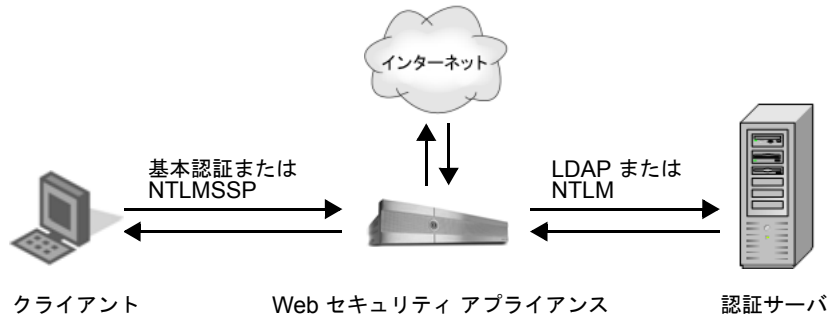 インターネット
基本認証または
NTLMSSP
LDAP または
NTLM
クライアント
Web セキュリティ アプライアンス
認証サーバ